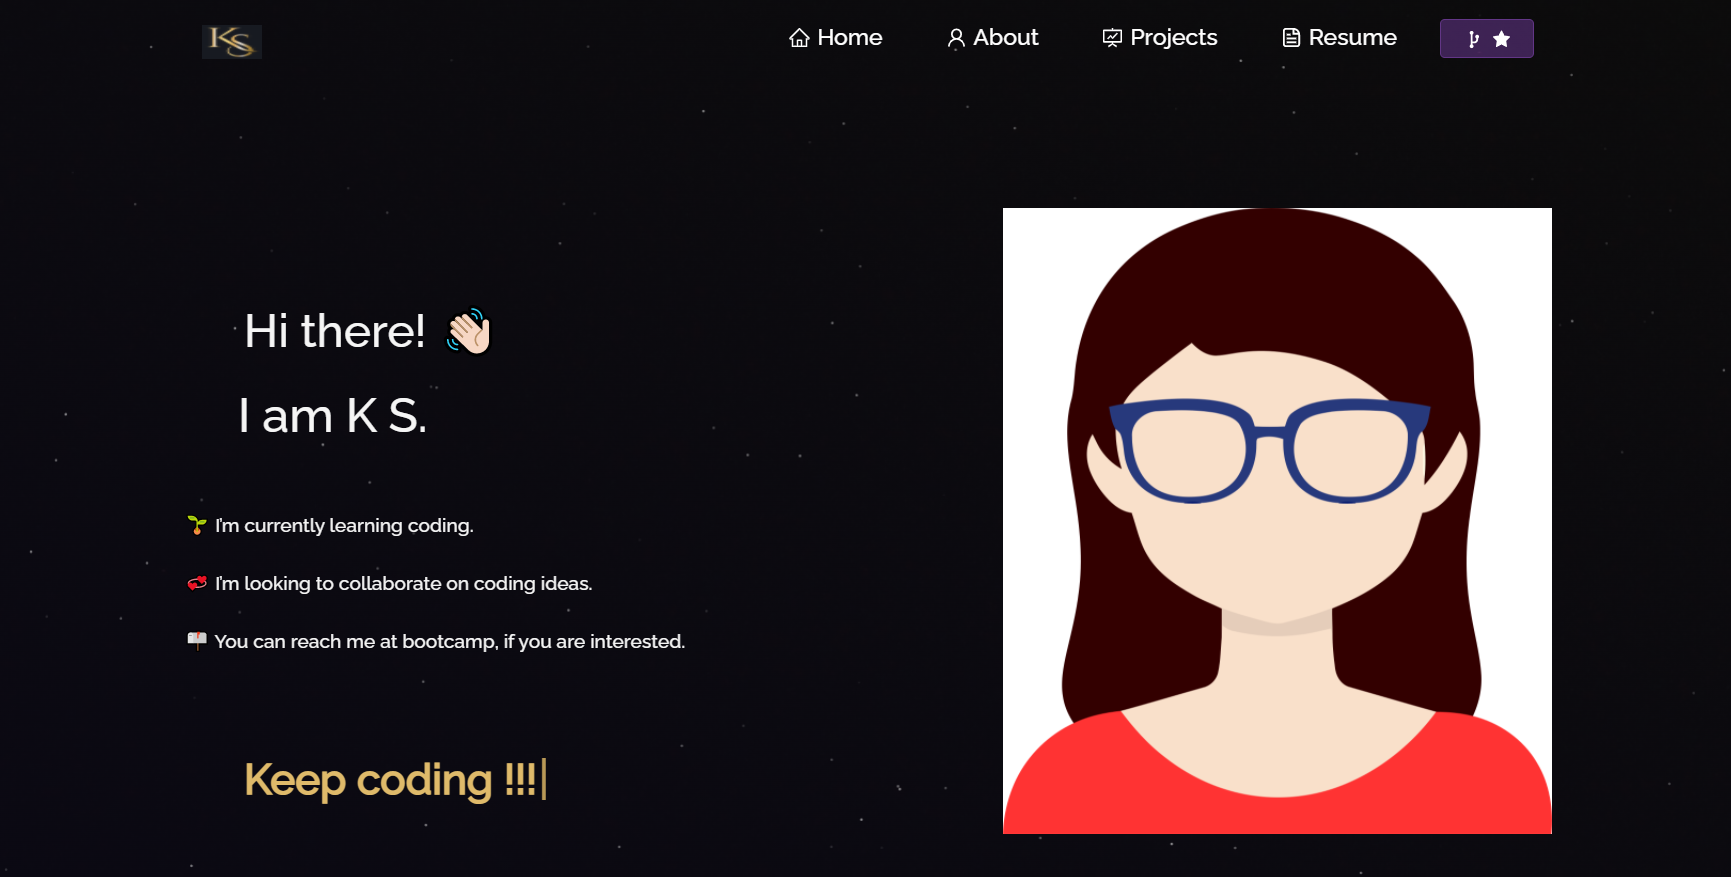 KS
Home About Projects Resume
Hi there! 👋🏻
I am K S.
🌱 I'm currently learning coding.
💞 I'm looking to collaborate on coding ideas.
📫 You can reach me at bootcamp, if you are interested.
Keep coding !!!|